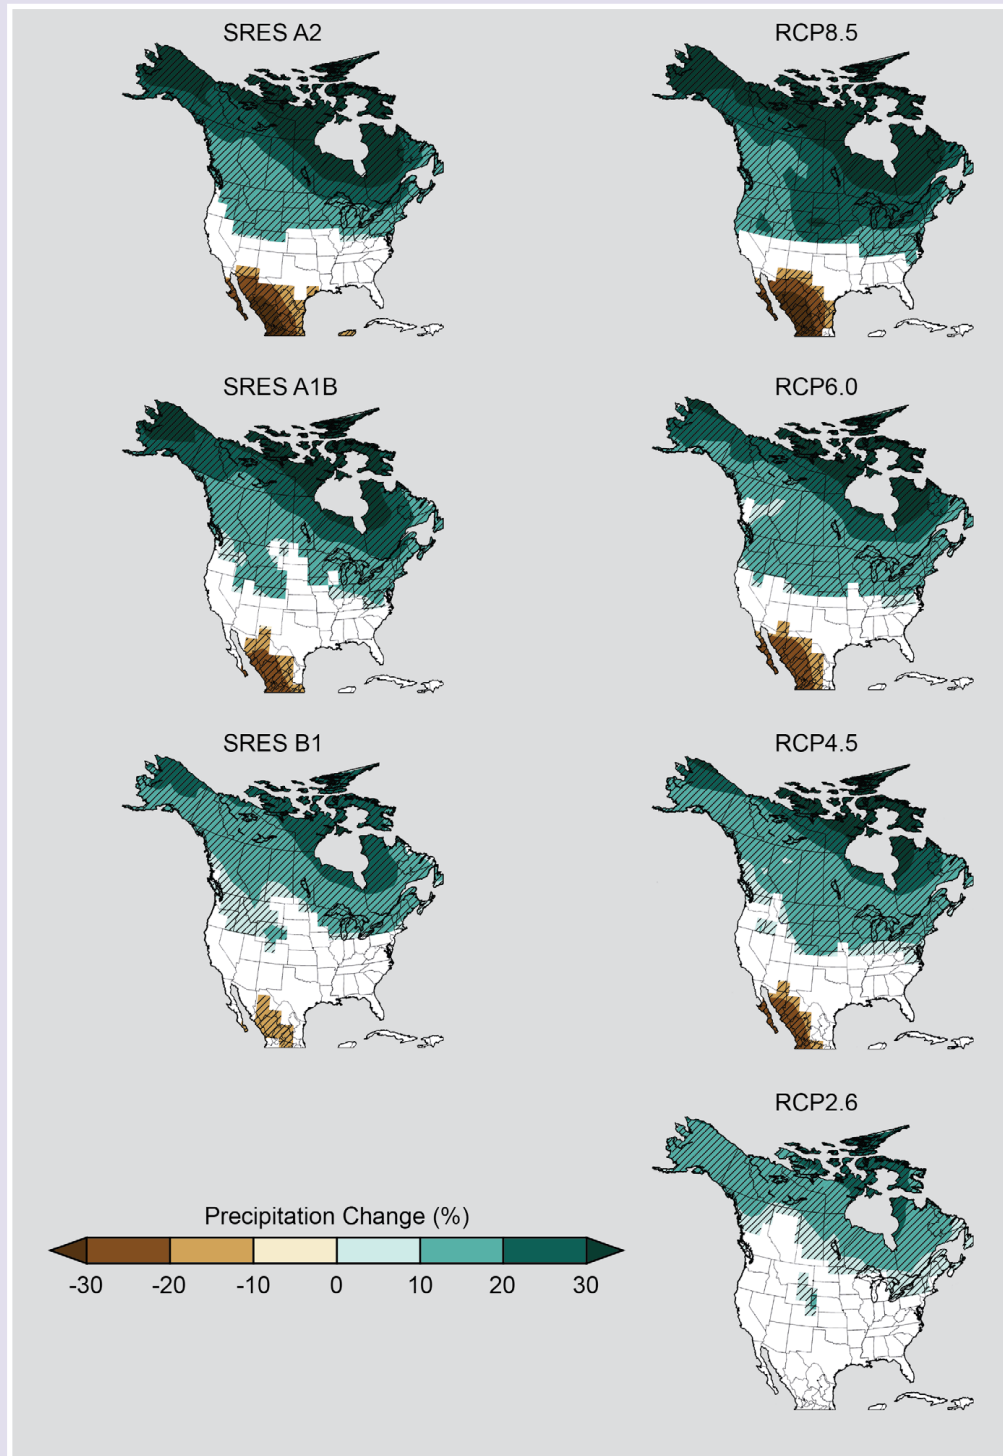 SRES A2
RCP8.5
SRES A1B
RCP6.0
SRES B1
RCP4.5
RCP2.6
Precipitation Change (%)
-30 -20 -10 0 10 20 30